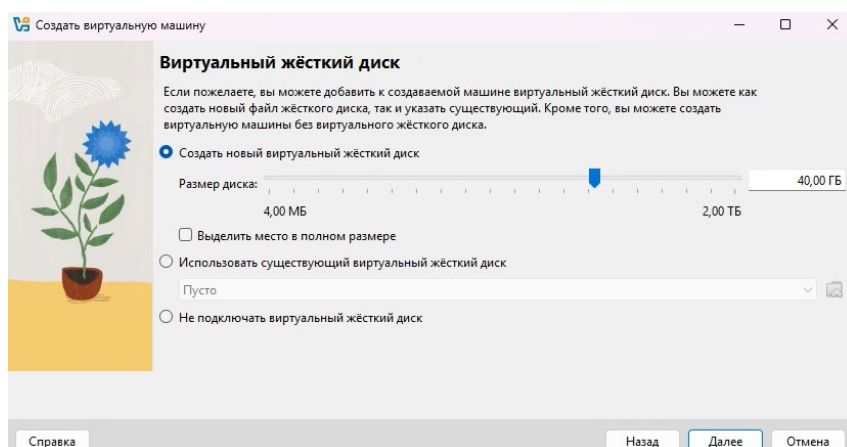 Создать виртуальную машину
Виртуальный жёсткий диск
Если пожелаете, вы можете добавить к создаваемой машине виртуальный жёсткий диск. Вы можете как
создать новый файл жёсткого диска, так и указать существующий. Кроме того, вы можете создать
виртуальную машины без виртуального жёсткого диска.
Создать новый виртуальный жёсткий диск
Размер диска:
40,00 ГБ
4,00 МБ
2,00 ТБ
Выделить место в полном размере
Использовать существующий виртуальный жёсткий диск
Пусто
Не подключать виртуальный жёсткий диск
Справка
Назад
Далее
Отмена